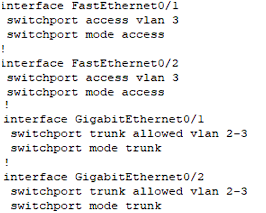 interface FastEthernet0/1
switchport access vlan 3
switchport mode access
!
interface FastEthernet0/2
switchport access vlan 3
switchport mode access
!
interface GigabitEthernet0/1
switchport trunk allowed vlan 2-3
switchport mode trunk
!
interface GigabitEthernet0/2
switchport trunk allowed vlan 2-3
switchport mode trunk